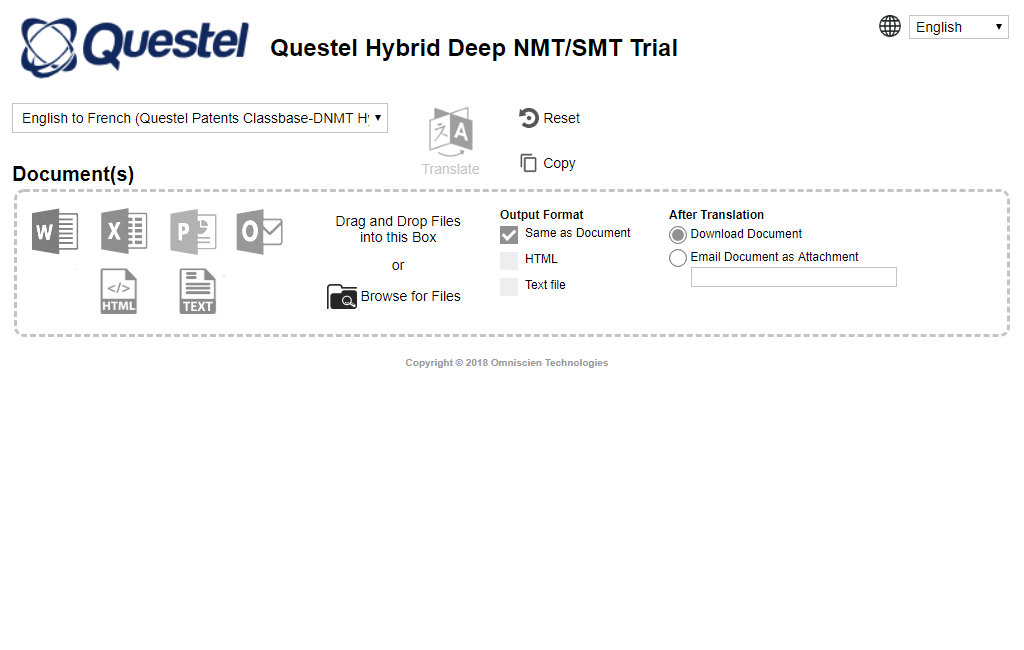 Questel
Questel Hybrid Deep NMT/SMT Trial
English
English to French (Questel Patents Classbase-DNMT Hy
Translate
Reset
Copy
Document(s)
W
X
P
O
</>
HTML
TEXT
Drag and Drop Files
into this Box
or
Browse for Files
Output Format
Same as Document
HTML
Text file
After Translation
Download Document
Email Document as Attachment
Copyright © 2018 Omniscien Technologies